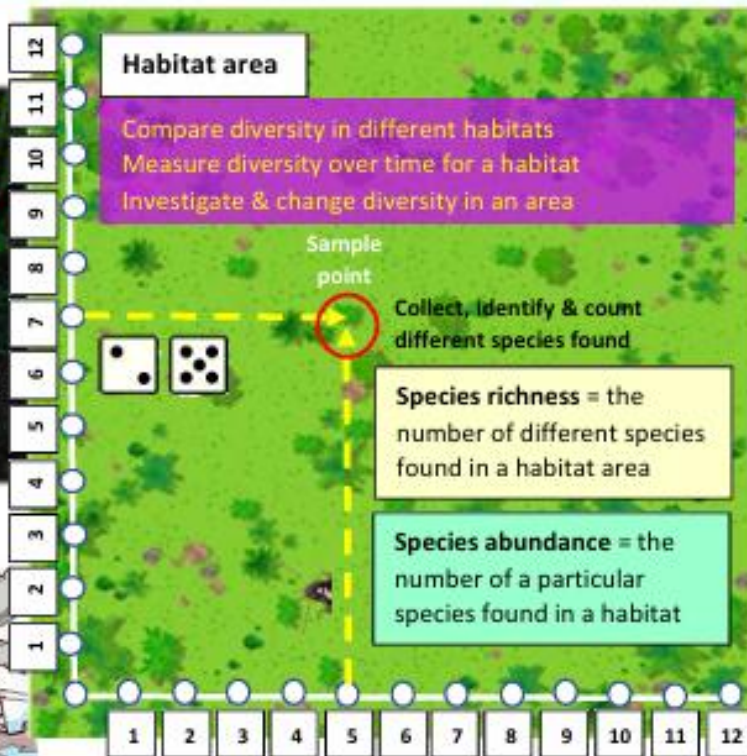 Habitat area
Compare diversity in different habitats
Measure diversity over time for a habitat
Investigate & change diversity in an area
Sample
point
Collect, identify & count
different species found
Species richness = the
number of different species
found in a habitat area
Species abundance = the
number of a particular
species found in a habitat
12
11
10
9
8
7
6
5
4
3
2
1
1 2 3 4 5 6 7 8 9 10 11 12